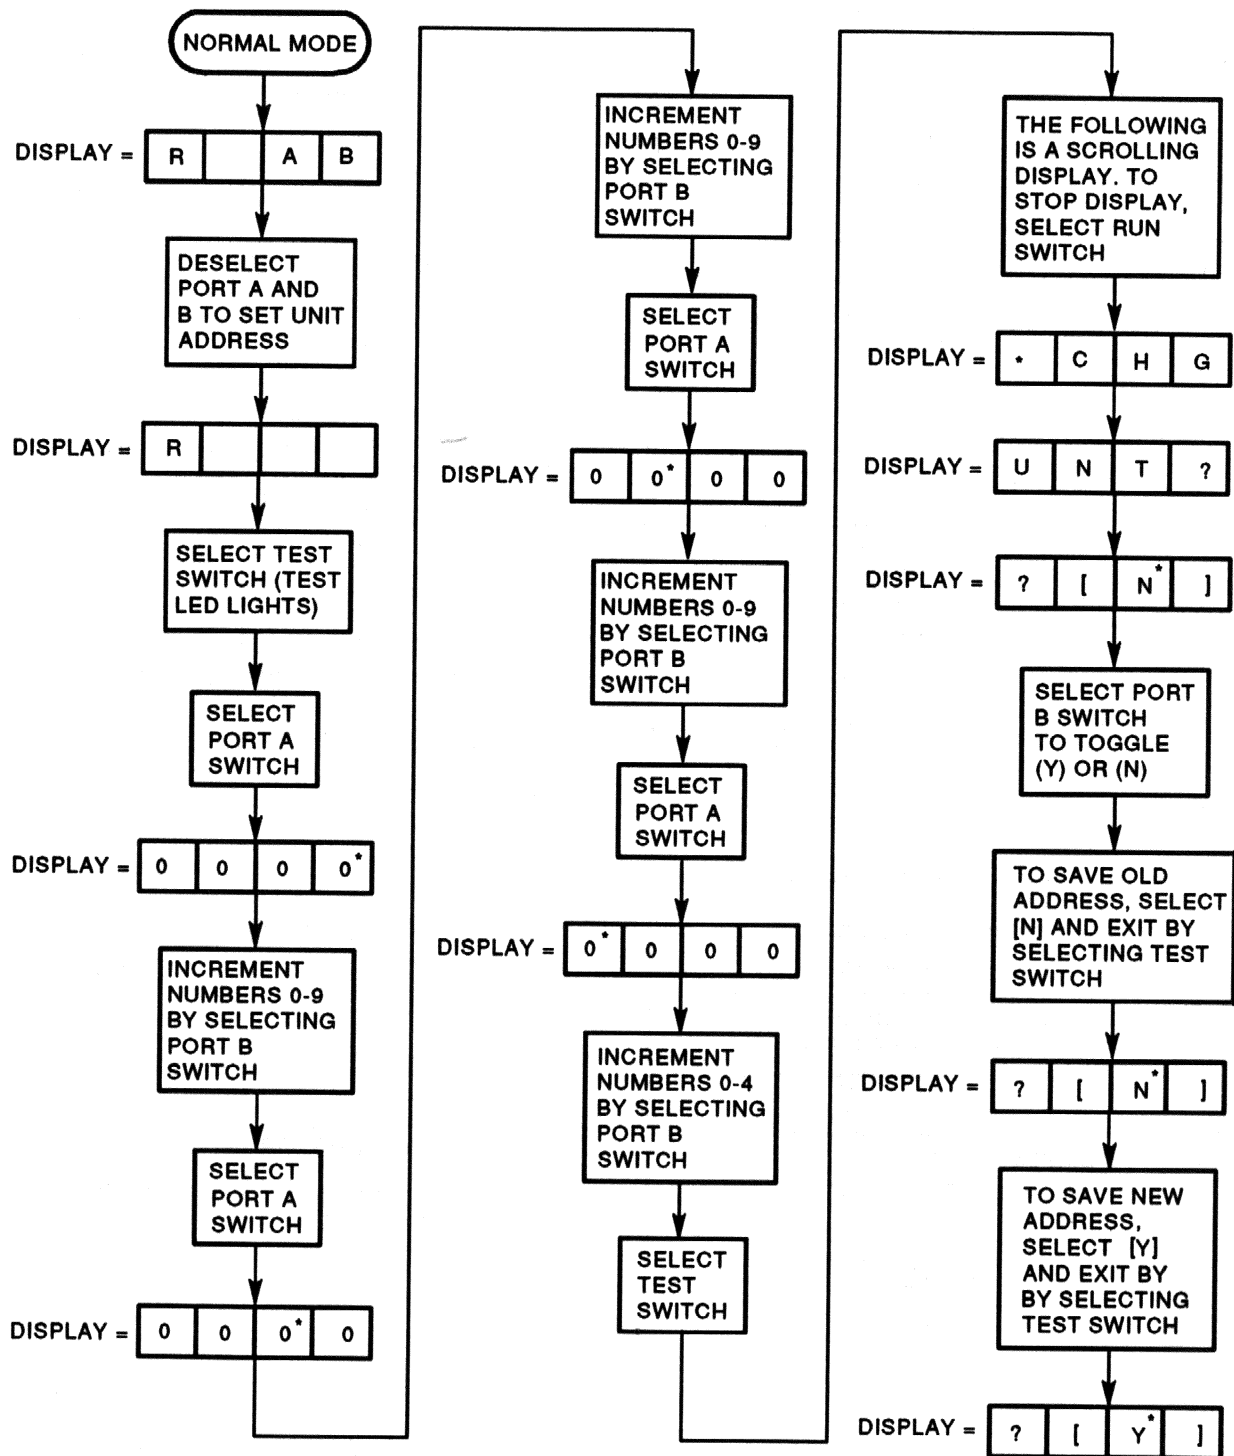 NORMAL MODE
DISPLAY = R A B
DESELECT
PORT A AND
B TO SET UNIT
ADDRESS
DISPLAY = R
SELECT TEST
SWITCH (TEST
LED LIGHTS)
SELECT
PORT A
SWITCH
DISPLAY = 0 0 0 0*
INCREMENT
NUMBERS 0-9
BY SELECTING
PORT B
SWITCH
SELECT
PORT A
SWITCH
DISPLAY = 0 0 0* 0
INCREMENT
NUMBERS 0-9
BY SELECTING
PORT B
SWITCH
SELECT
PORT A
SWITCH
DISPLAY = 0 0* 0 0
INCREMENT
NUMBERS 0-9
BY SELECTING
PORT B
SWITCH
SELECT
PORT A
SWITCH
DISPLAY = 0* 0 0 0
INCREMENT
NUMBERS 0-4
BY SELECTING
PORT B
SWITCH
SELECT
TEST
SWITCH
THE FOLLOWING
IS A SCROLLING
DISPLAY. TO
STOP DISPLAY,
SELECT RUN
SWITCH
DISPLAY = * C H G
DISPLAY = U N T ?
DISPLAY = ? [ N* ]
SELECT PORT
B SWITCH
TO TOGGLE
(Y) OR (N)
TO SAVE OLD
ADDRESS, SELECT
[N] AND EXIT BY
SELECTING TEST
SWITCH
DISPLAY = ? [ N* ]
TO SAVE NEW
ADDRESS,
SELECT [Y]
AND EXIT BY
BY SELECTING
TEST SWITCH
DISPLAY = ? [ Y* ]